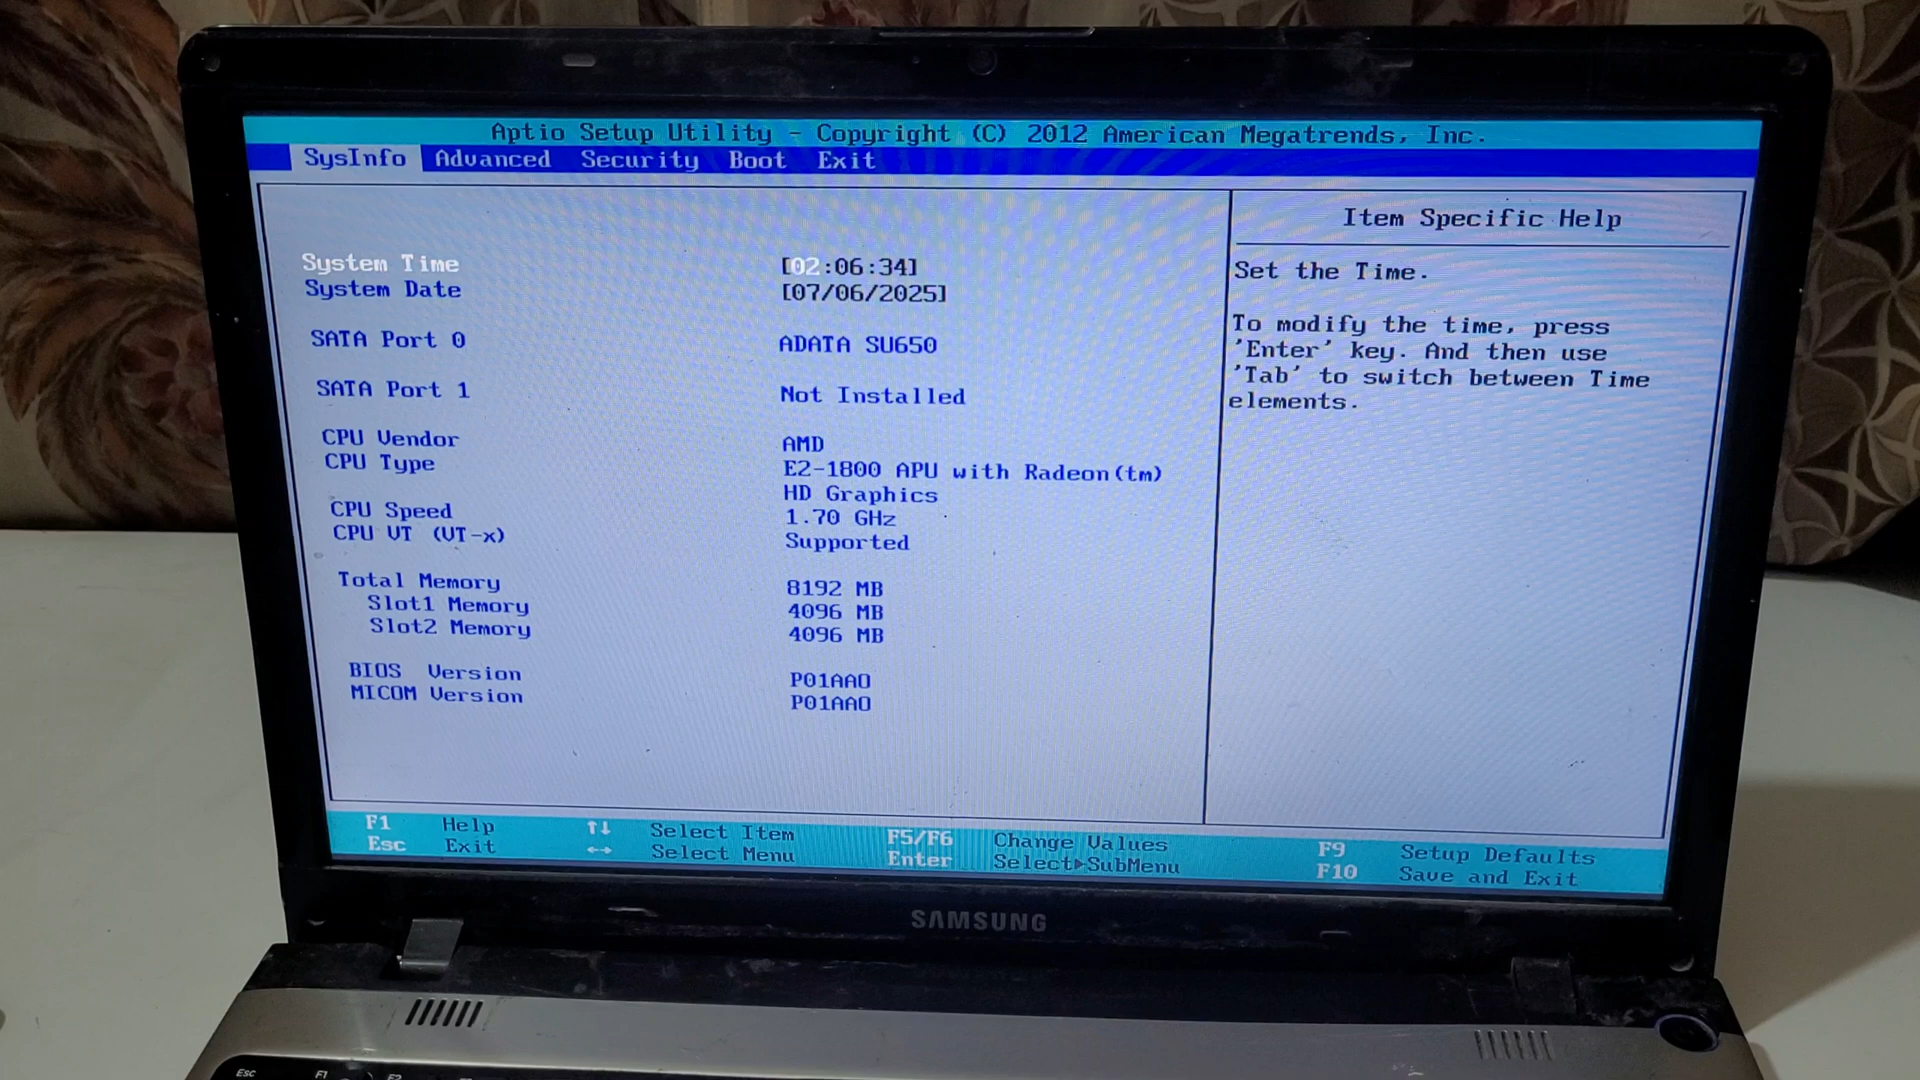 Aptio Setup Utility - Copyright (C) 2012 American Megatrends, Inc.
SysInfo Advanced Security Boot Exit
Item Specific Help
System Time [02:06:34]
System Date [07/06/2025]
Set the Time.
To modify the time, press
'Enter' key. And then use
'Tab' to switch between Time
elements.
SATA Port 0 ADATA SU650
SATA Port 1 Not Installed
CPU Vendor AMD
CPU Type E2-1800 APU with Radeon(tm)
HD Graphics
CPU Speed 1.70 GHz
CPU VT (VT-x) Supported
Total Memory 8192 MB
Slot1 Memory 4096 MB
Slot2 Memory 4096 MB
BIOS Version P01AAO
MICOM Version P01AAO
F1 Help ↑↓ Select Item F5/F6 Change Values F9 Setup Defaults
Esc Exit ←→ Select Menu Enter Select▶SubMenu F10 Save and Exit
SAMSUNG
Esc F1 F2